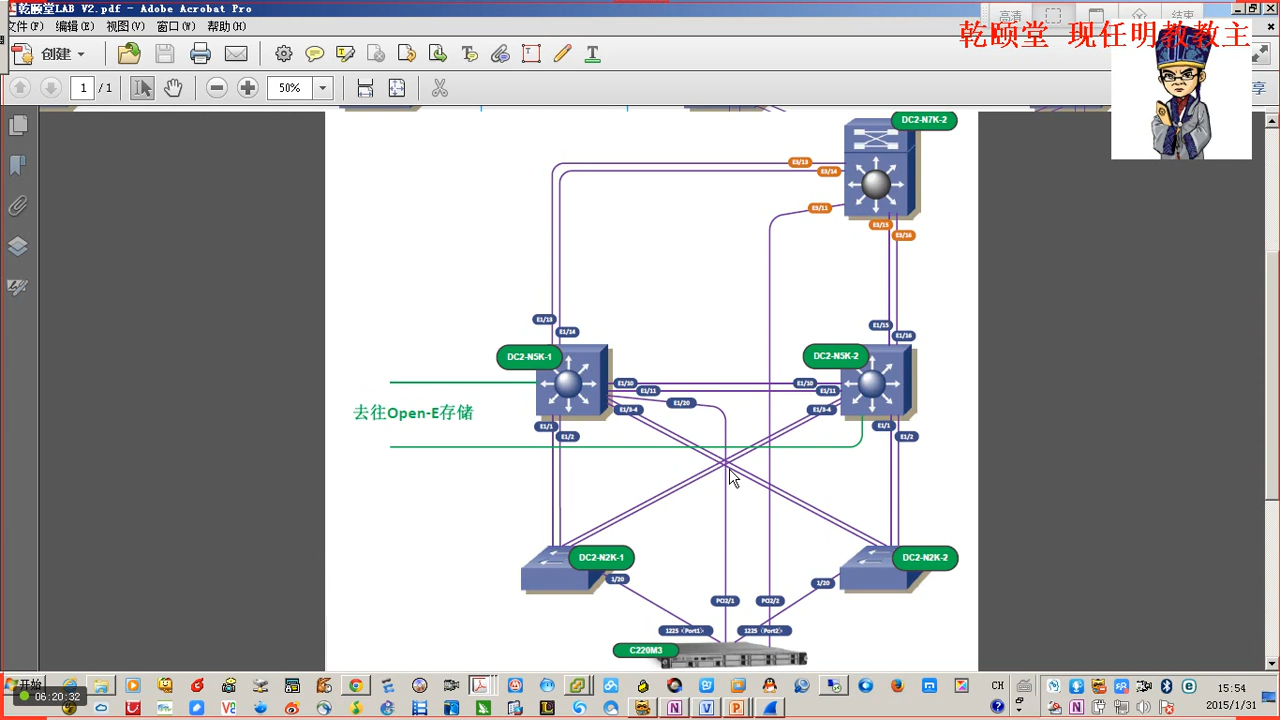 乾颐堂LAB V2.pdf - Adobe Acrobat Pro
高清
结束
文件(F) 编辑(E) 视图(V) 窗口(W) 帮助(H)
乾颐堂 现任明教教主
创建
1 / 1
50%
享
DC2-N7K-2
E3/13
E3/14
E3/11
E3/15
E3/16
E1/13
E1/14
E1/15
E1/16
DC2-N5K-1
DC2-N5K-2
E1/10
E1/10
E1/11
E1/11
E1/20
E1/3-4
E1/3-4
去往Open-E存储
E1/1
E1/2
E1/1
E1/2
DC2-N2K-1
DC2-N2K-2
1/20
1/20
PCI2/1
PCI2/2
1225（Port1）
1225（Port2）
C220M3
开始
06:20:32
CH
15:54
2015/1/31